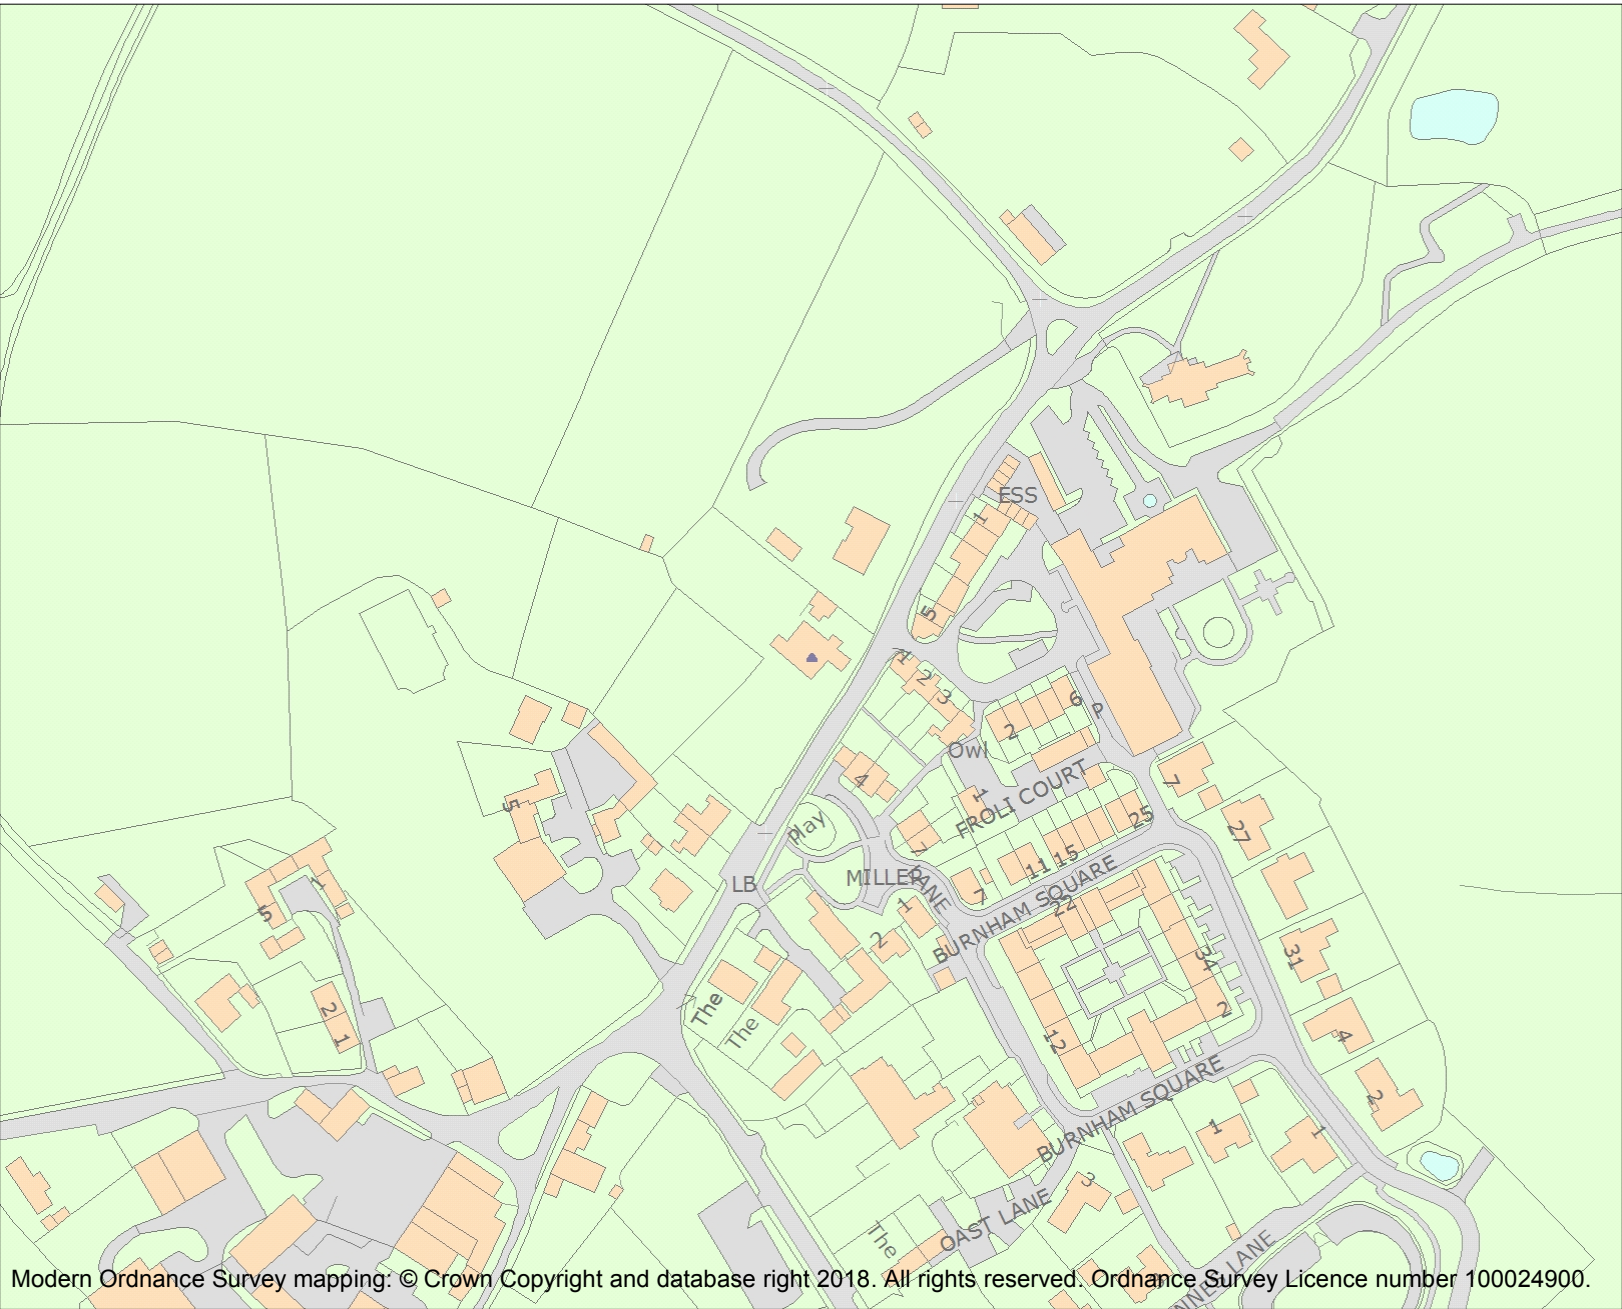 ESS
1
5
1
2
3
6
P
2
Owl
4
7
1
FROLI COURT
5
Play
25
27
7
11 15
LB
MILLER
LANE
1
7
BURNHAM SQUARE
22
1
5
2
34
31
The
The
2
1
12
2
4
2
BURNHAM SQUARE
1
1
3
OAST LANE
The
NNER LANE
Modern Ordnance Survey mapping: © Crown Copyright and database right 2018. All rights reserved. Ordnance Survey Licence number 100024900.